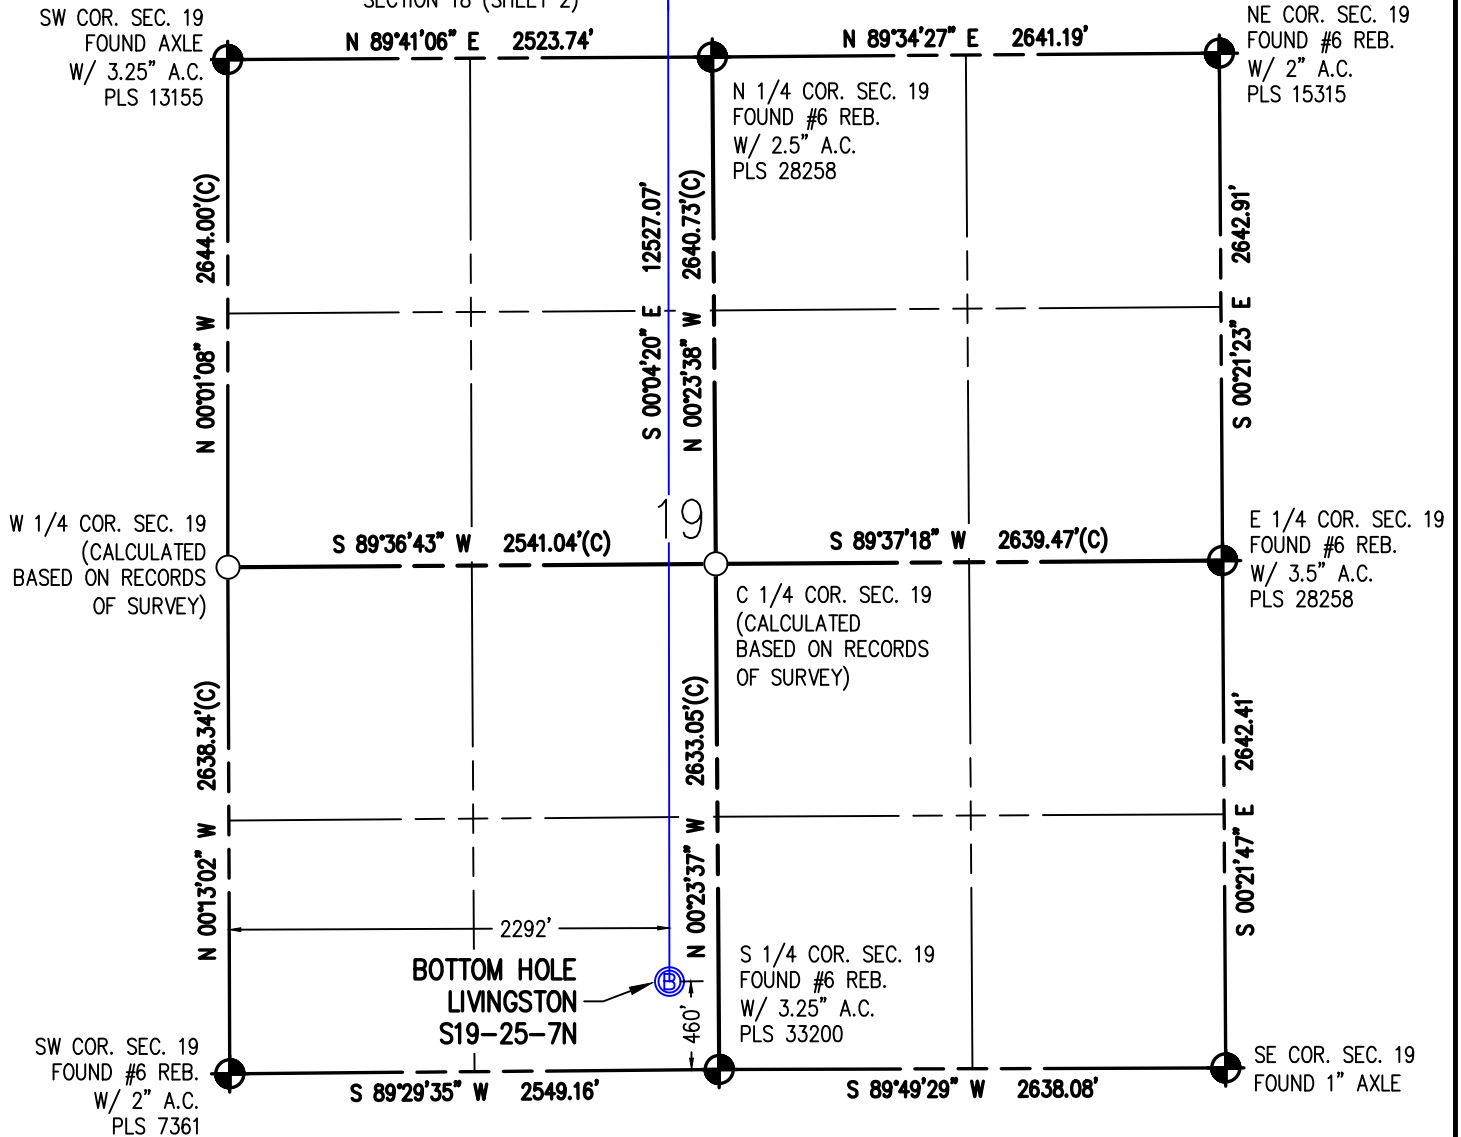 SECTION 18 (SHEET 2)
SW COR. SEC. 19
FOUND AXLE
W/ 3.25" A.C.
PLS 13155
N 89°41'06" E 2523.74'
N 89°34'27" E 2641.19'
NE COR. SEC. 19
FOUND #6 REB.
W/ 2" A.C.
PLS 15315
N 1/4 COR. SEC. 19
FOUND #6 REB.
W/ 2.5" A.C.
PLS 28258
N 00°01'08" W 2644.00'(C)
S 00°04'20" E 12527.07'
N 00°23'38" W 2640.73'(C)
S 00°21'23" E 2642.91'
19
W 1/4 COR. SEC. 19
(CALCULATED
BASED ON RECORDS
OF SURVEY)
S 89°36'43" W 2541.04'(C)
S 89°37'18" W 2639.47'(C)
E 1/4 COR. SEC. 19
FOUND #6 REB.
W/ 3.5" A.C.
PLS 28258
C 1/4 COR. SEC. 19
(CALCULATED
BASED ON RECORDS
OF SURVEY)
N 00°13'02" W 2638.34'(C)
N 00°23'37" W 2633.05'(C)
S 00°21'47" E 2642.41'
2292'
BOTTOM HOLE
LIVINGSTON
S19-25-7N
B
460'
S 1/4 COR. SEC. 19
FOUND #6 REB.
W/ 3.25" A.C.
PLS 33200
SW COR. SEC. 19
FOUND #6 REB.
W/ 2" A.C.
PLS 7361
S 89°29'35" W 2549.16'
S 89°49'29" W 2638.08'
SE COR. SEC. 19
FOUND 1" AXLE